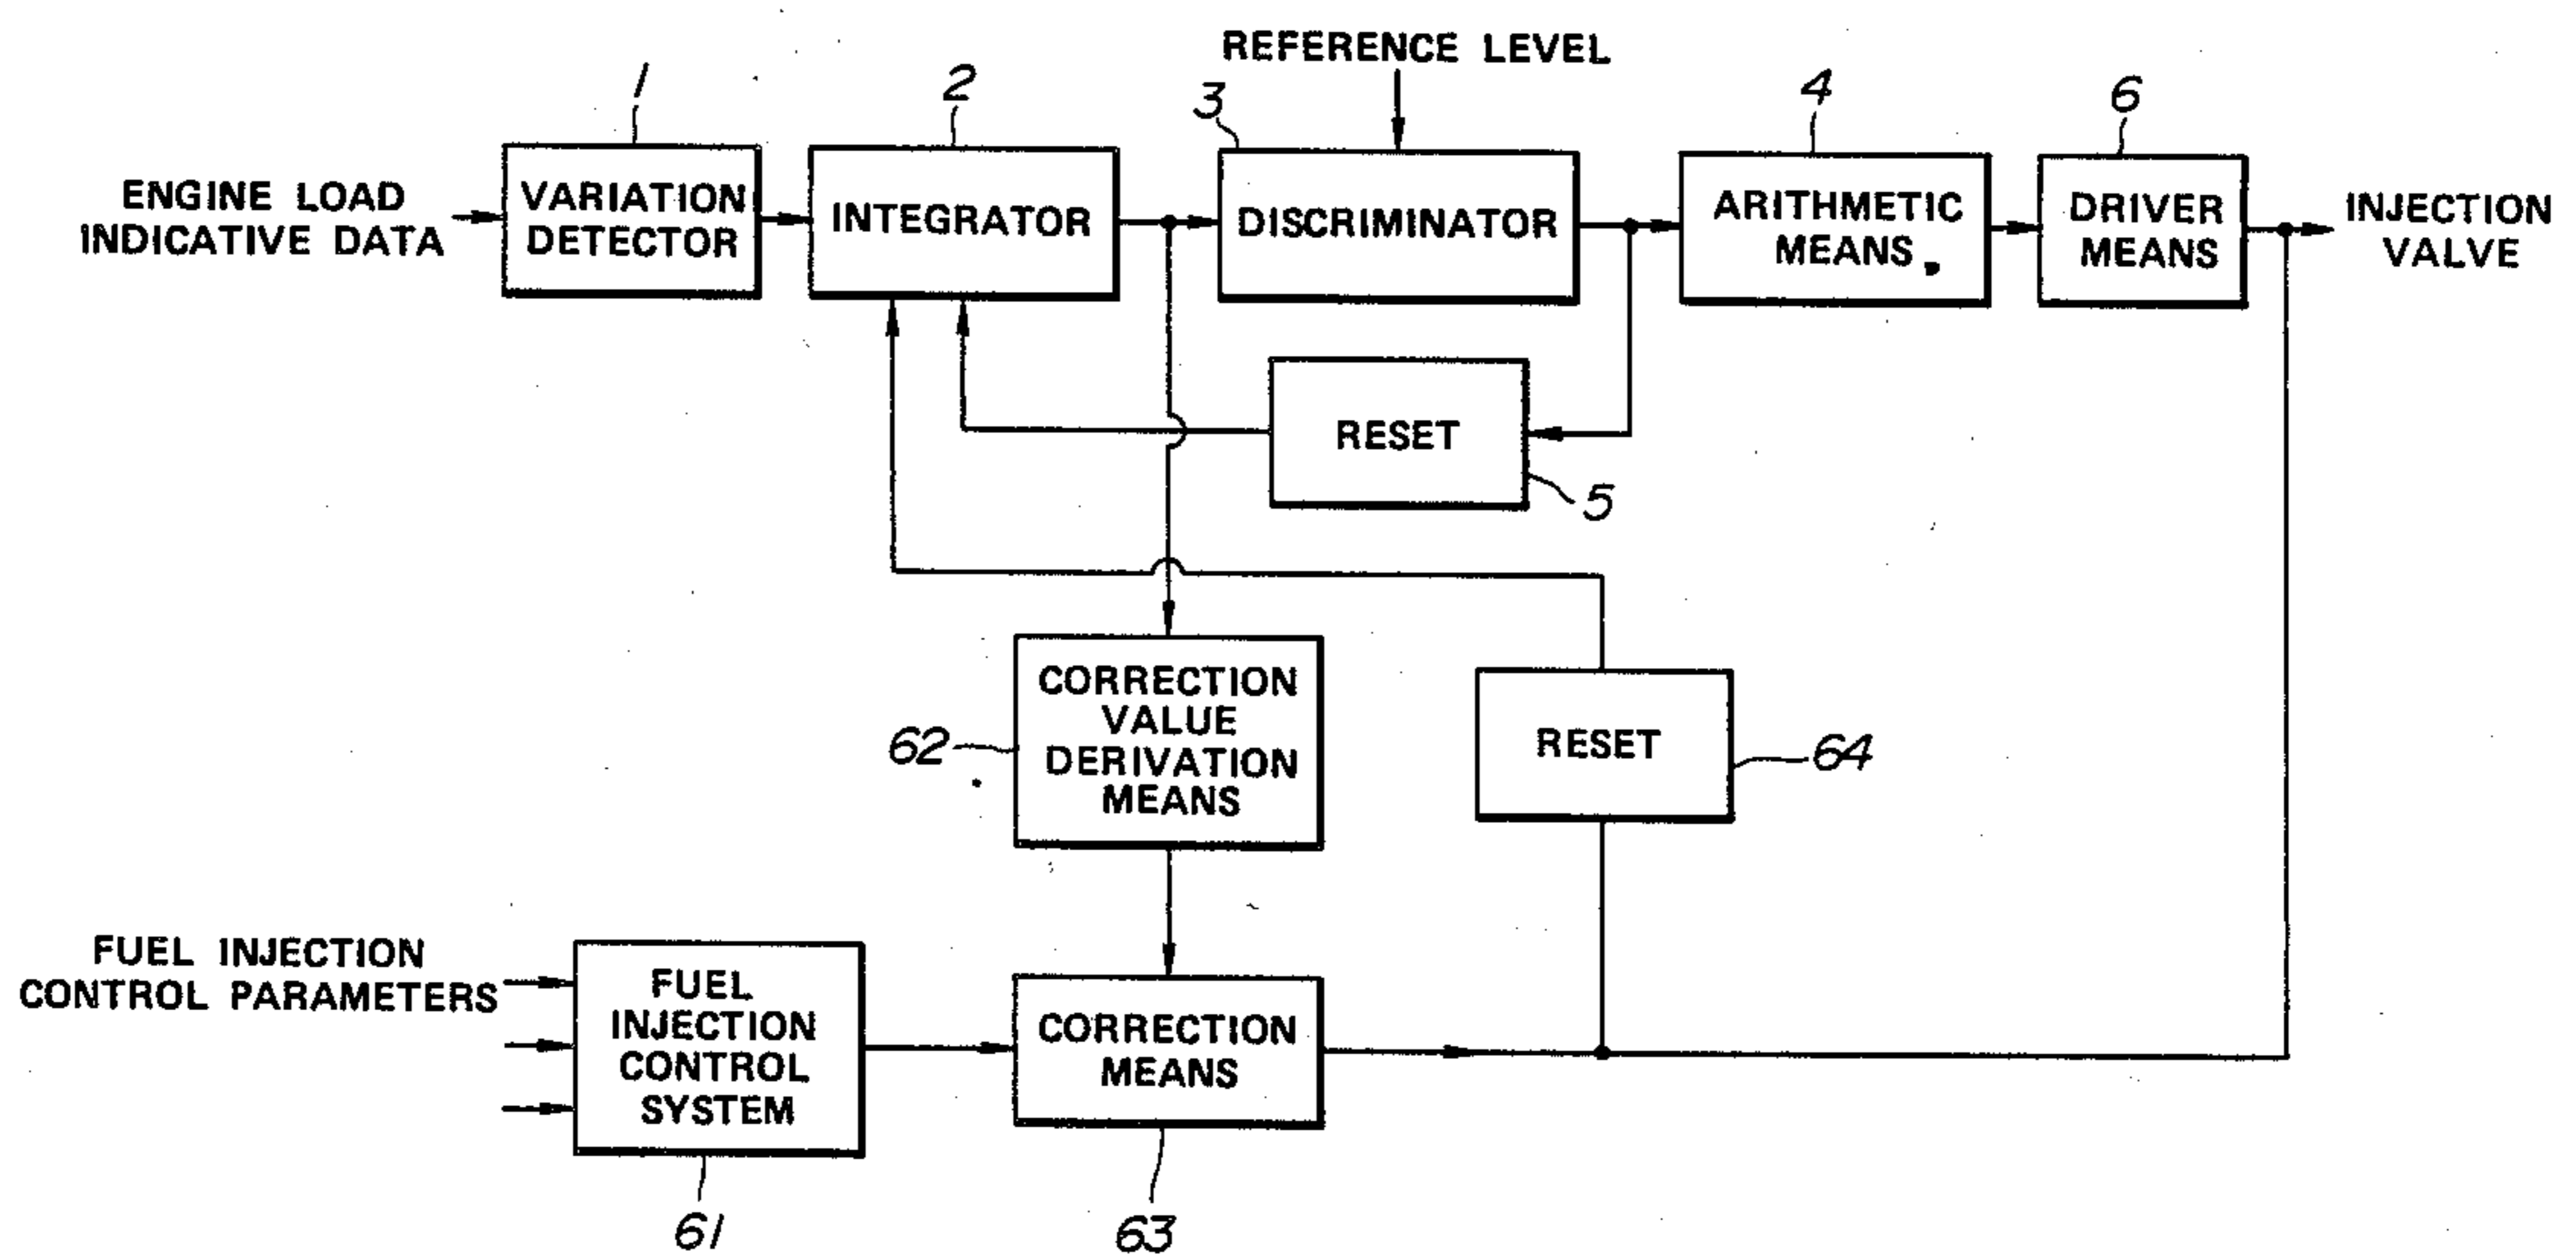 REFERENCE LEVEL
1
2
3
4
6
ENGINE LOAD
INDICATIVE DATA
VARIATION
DETECTOR
INTEGRATOR
DISCRIMINATOR
ARITHMETIC
MEANS
DRIVER
MEANS
INJECTION
VALVE
RESET
5
CORRECTION
VALUE
DERIVATION
MEANS
62
RESET
64
FUEL INJECTION
CONTROL PARAMETERS
FUEL
INJECTION
CONTROL
SYSTEM
CORRECTION
MEANS
61
63